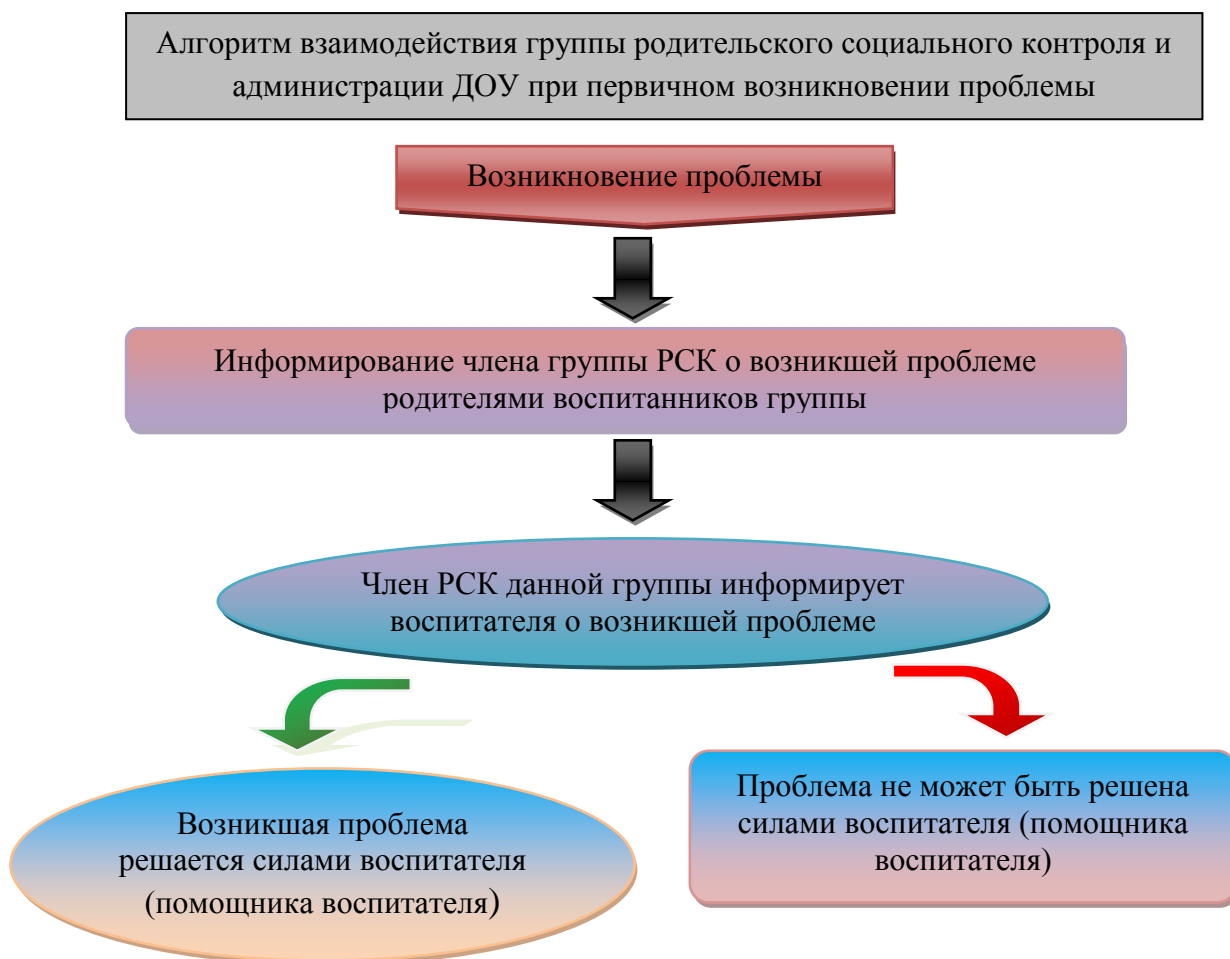 Алгоритм взаимодействия группы родительского социального контроля и
администрации ДОУ при первичном возникновении проблемы
Возникновение проблемы
Информирование члена группы РСК о возникшей проблеме
родителями воспитанников группы
Член РСК данной группы информирует
воспитателя о возникшей проблеме
Возникшая проблема
решается силами воспитателя
(помощника воспитателя)
Проблема не может быть решена
силами воспитателя (помощника
воспитателя)